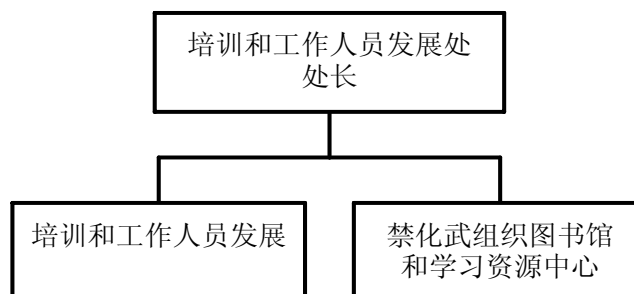 培训和工作人员发展处
处长
培训和工作人员发展
禁化武组织图书馆
和学习资源中心